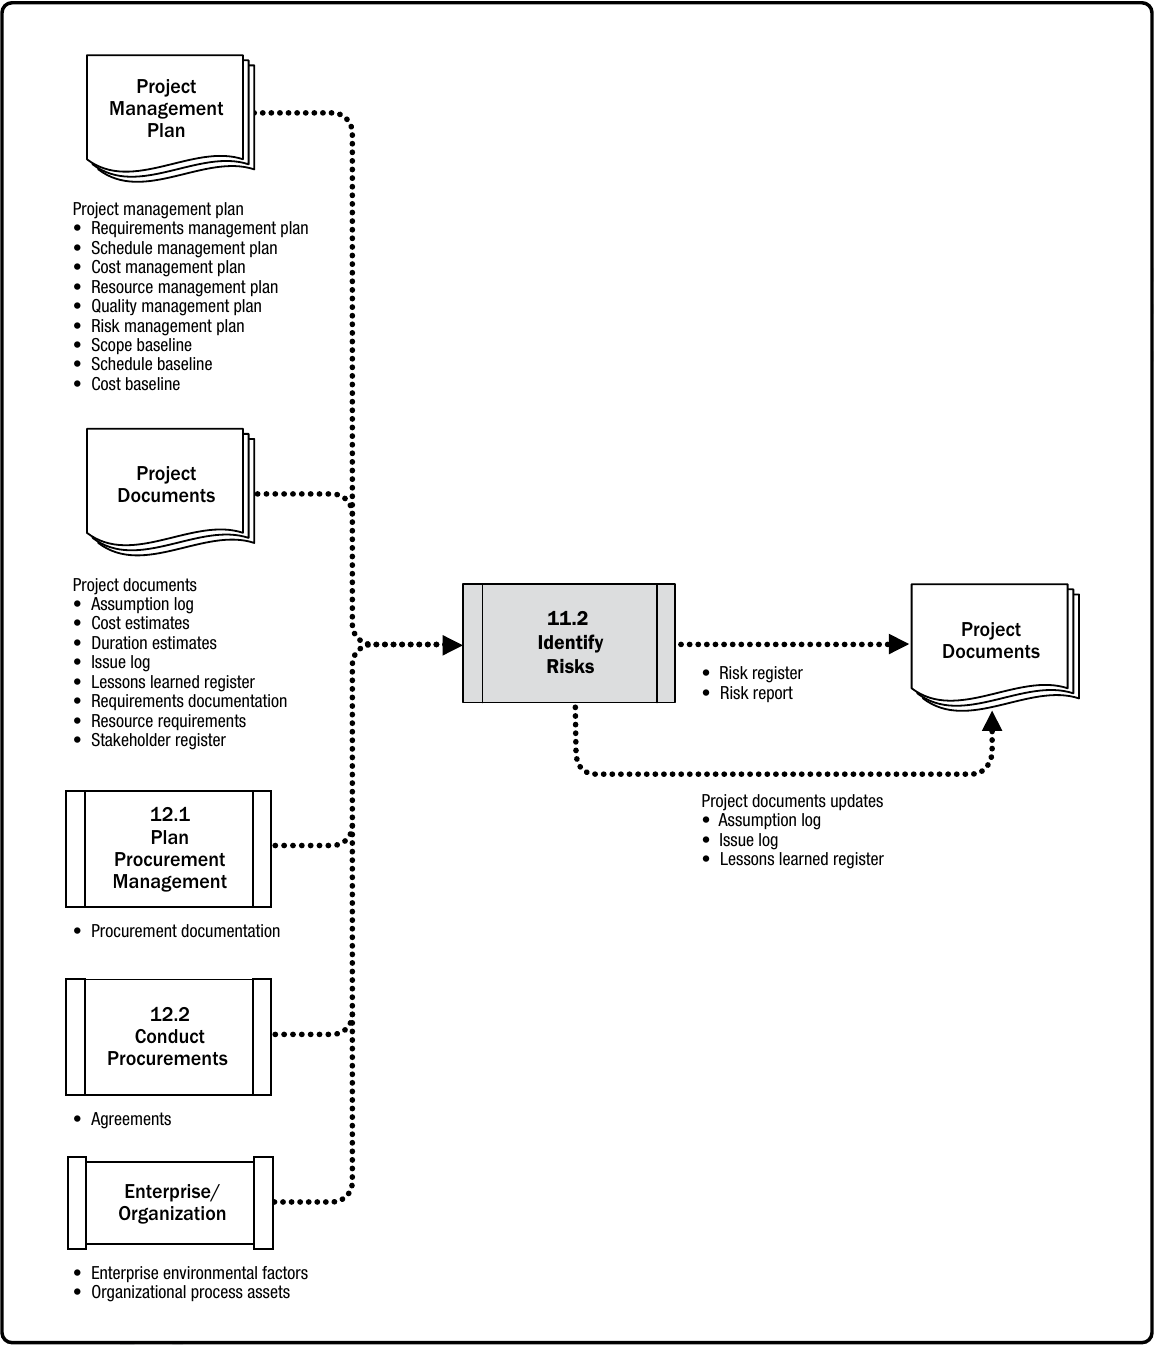 Project
Management
Plan
Project management plan
• Requirements management plan
• Schedule management plan
• Cost management plan
• Resource management plan
• Quality management plan
• Risk management plan
• Scope baseline
• Schedule baseline
• Cost baseline
Project
Documents
Project documents
• Assumption log
• Cost estimates
• Duration estimates
• Issue log
• Lessons learned register
• Requirements documentation
• Resource requirements
• Stakeholder register
12.1
Plan
Procurement
Management
• Procurement documentation
12.2
Conduct
Procurements
• Agreements
Enterprise/
Organization
• Enterprise environmental factors
• Organizational process assets
11.2
Identify
Risks
• Risk register
• Risk report
Project
Documents
Project documents updates
• Assumption log
• Issue log
• Lessons learned register